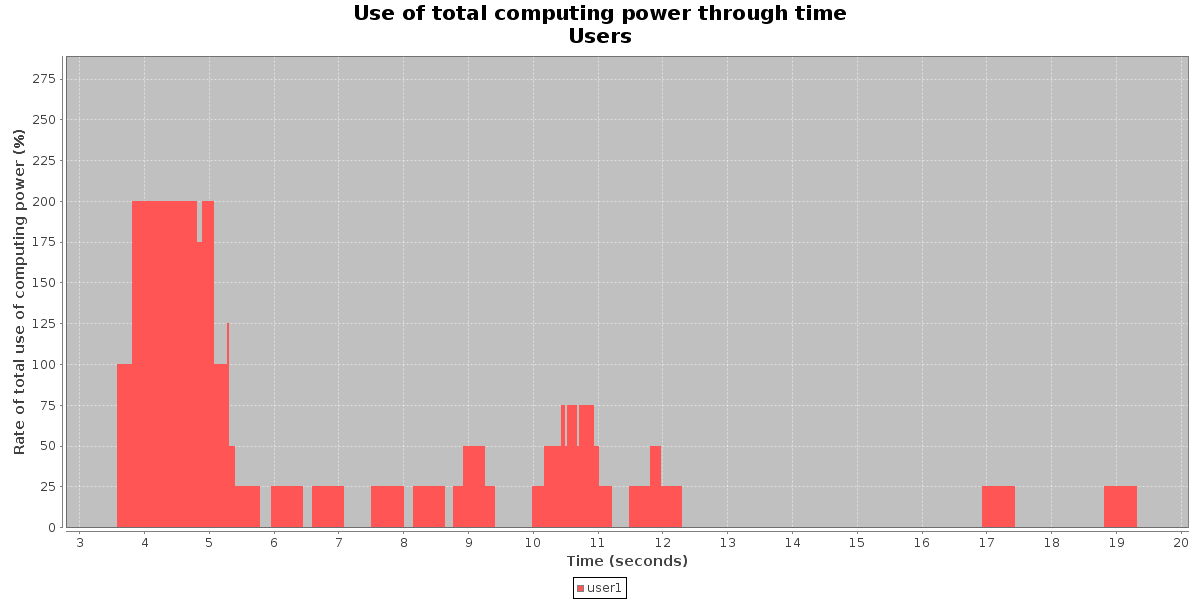 Use of total computing power through time
Users
Rate of total use of computing power (%)
275
250
225
200
175
150
125
100
75
50
25
0
3 4 5 6 7 8 9 10 11 12 13 14 15 16 17 18 19 20
Time (seconds)
user1